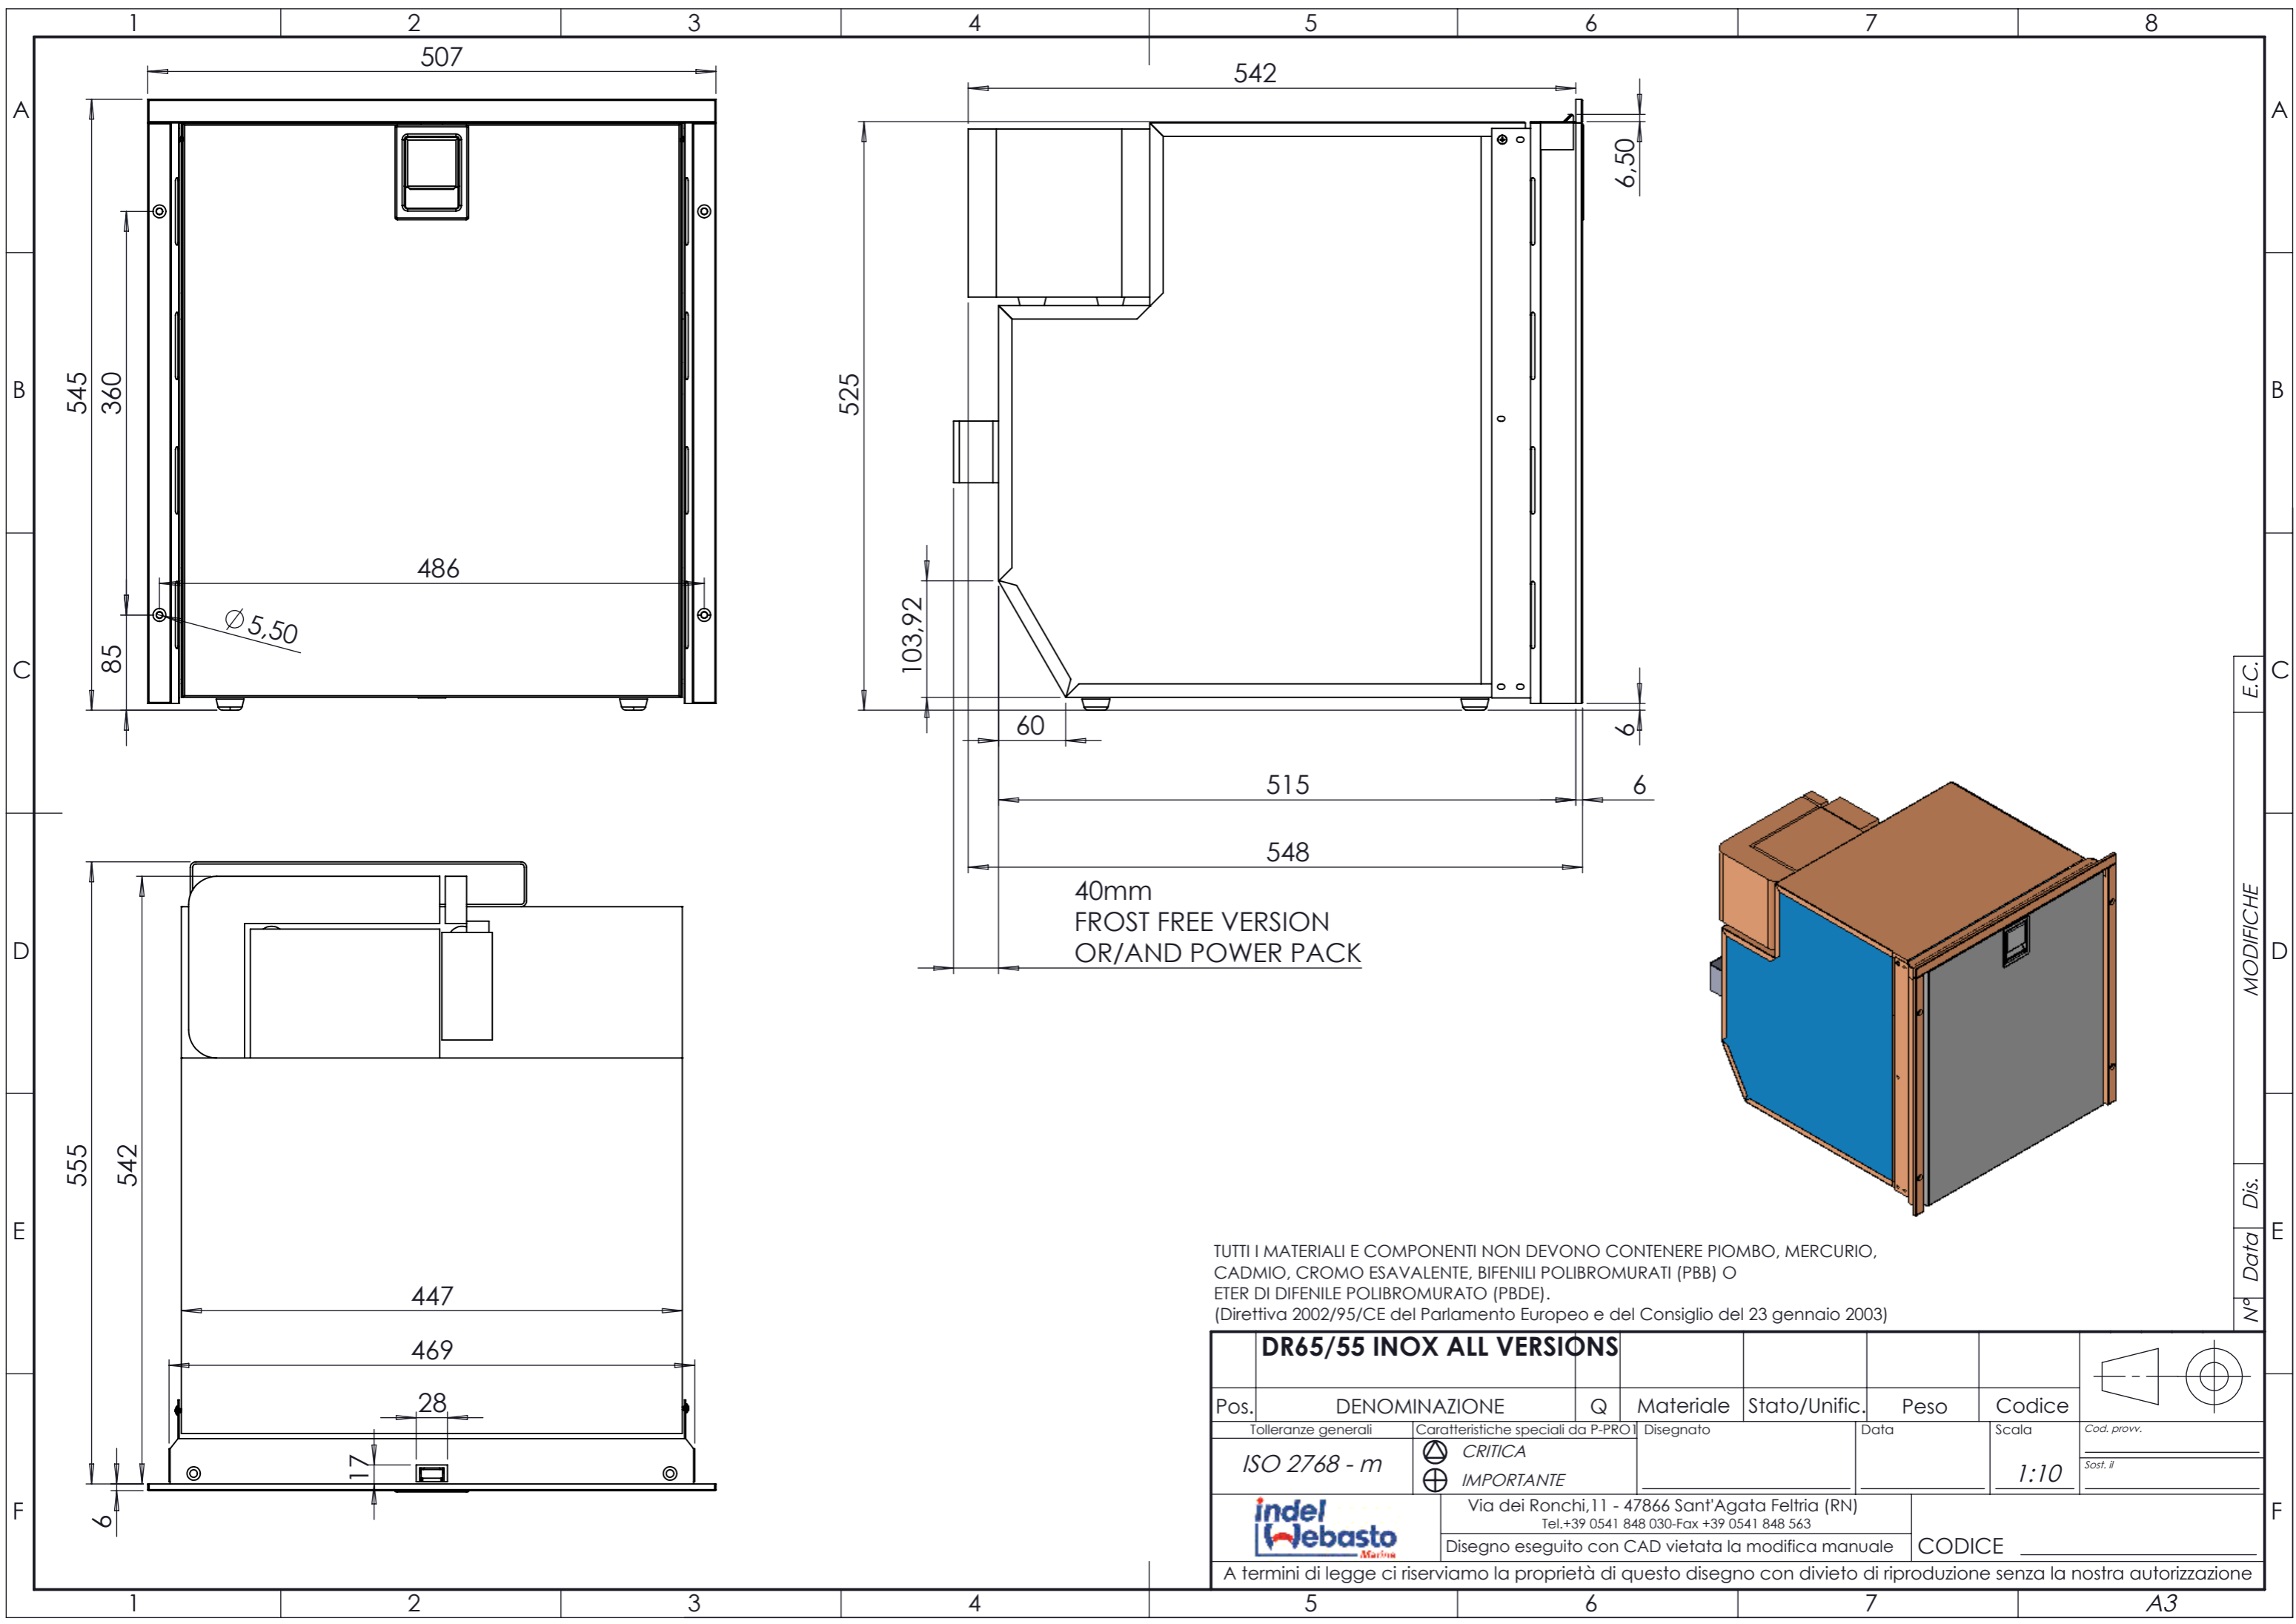 1 2 3 4 5 6 7 8
A A
B B
C C
D D
E E
F F
507
545
360
85
486
Ø 5,50
542
525
6,50
103,92
60
6
515
6
548
40mm
FROST FREE VERSION
OR/AND POWER PACK
555
542
447
469
28
17
6
E.C.
MODIFICHE
Dis.
Data
N°
TUTTI I MATERIALI E COMPONENTI NON DEVONO CONTENERE PIOMBO, MERCURIO,
CADMIO, CROMO ESAVALENTE, BIFENILI POLIBROMURATI (PBB) O
ETER DI DIFENILE POLIBROMURATO (PBDE).
(Direttiva 2002/95/CE del Parlamento Europeo e del Consiglio del 23 gennaio 2003)
DR65/55 INOX ALL VERSIONS
Pos. DENOMINAZIONE Q Materiale Stato/Unific. Peso Codice
Tolleranze generali Caratteristiche speciali da P-PRO1 Disegnato Data Scala Cod. provv.
ISO 2768 - m CRITICA
IMPORTANTE
1:10 Sost. il
indel
Webasto
Marine
Via dei Ronchi,11 - 47866 Sant'Agata Feltria (RN)
Tel.+39 0541 848 030-Fax +39 0541 848 563
Disegno eseguito con CAD vietata la modifica manuale CODICE
A termini di legge ci riserviamo la proprietà di questo disegno con divieto di riproduzione senza la nostra autorizzazione
1 2 3 4 5 6 7 A3